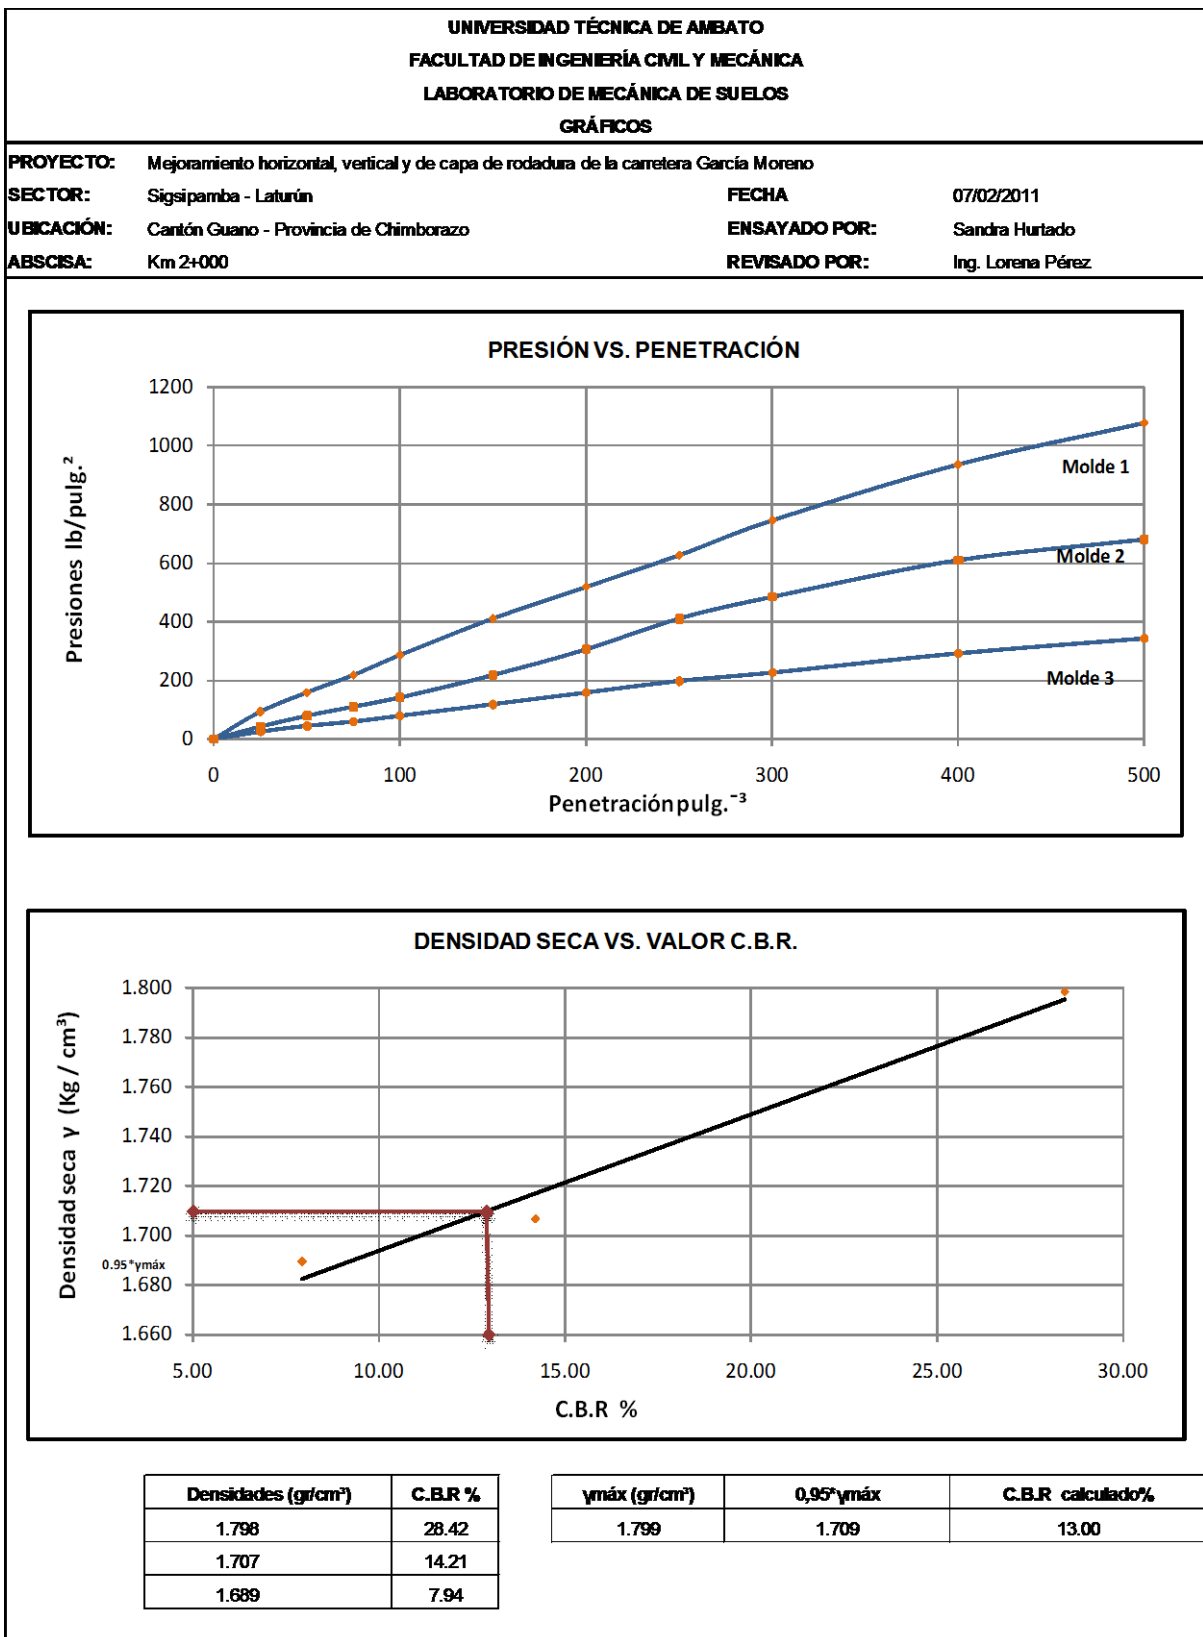 UNIVERSIDAD TÉCNICA DE AMBATO
FACULTAD DE INGENIERÍA CIVIL Y MECÁNICA
LABORATORIO DE MECÁNICA DE SUELOS
GRÁFICOS
PROYECTO: Mejoramiento horizontal, vertical y de capa de rodadura de la carretera García Moreno
SECTOR: Sigsipamba - Laturún FECHA 07/02/2011
UBICACIÓN: Cantón Guano - Provincia de Chimborazo ENSAYADO POR: Sandra Hurtado
ABSCISA: Km 2+000 REVISADO POR: Ing. Lorena Pérez
PRESIÓN VS. PENETRACIÓN
Presiones lb/pulg.²
1200
1000
800
600
400
200
0
Molde 1
Molde 2
Molde 3
0 100 200 300 400 500
Penetración pulg.⁻³
DENSIDAD SECA VS. VALOR C.B.R.
Densidad seca γ (Kg / cm³)
1.800
1.780
1.760
1.740
1.720
1.700
0.95*γmáx
1.680
1.660
5.00 10.00 15.00 20.00 25.00 30.00
C.B.R %
Densidades (gr/cm³) C.B.R %
1.798 28.42
1.707 14.21
1.689 7.94
γmáx (gr/cm³) 0,95*γmáx C.B.R calculado%
1.799 1.709 13.00